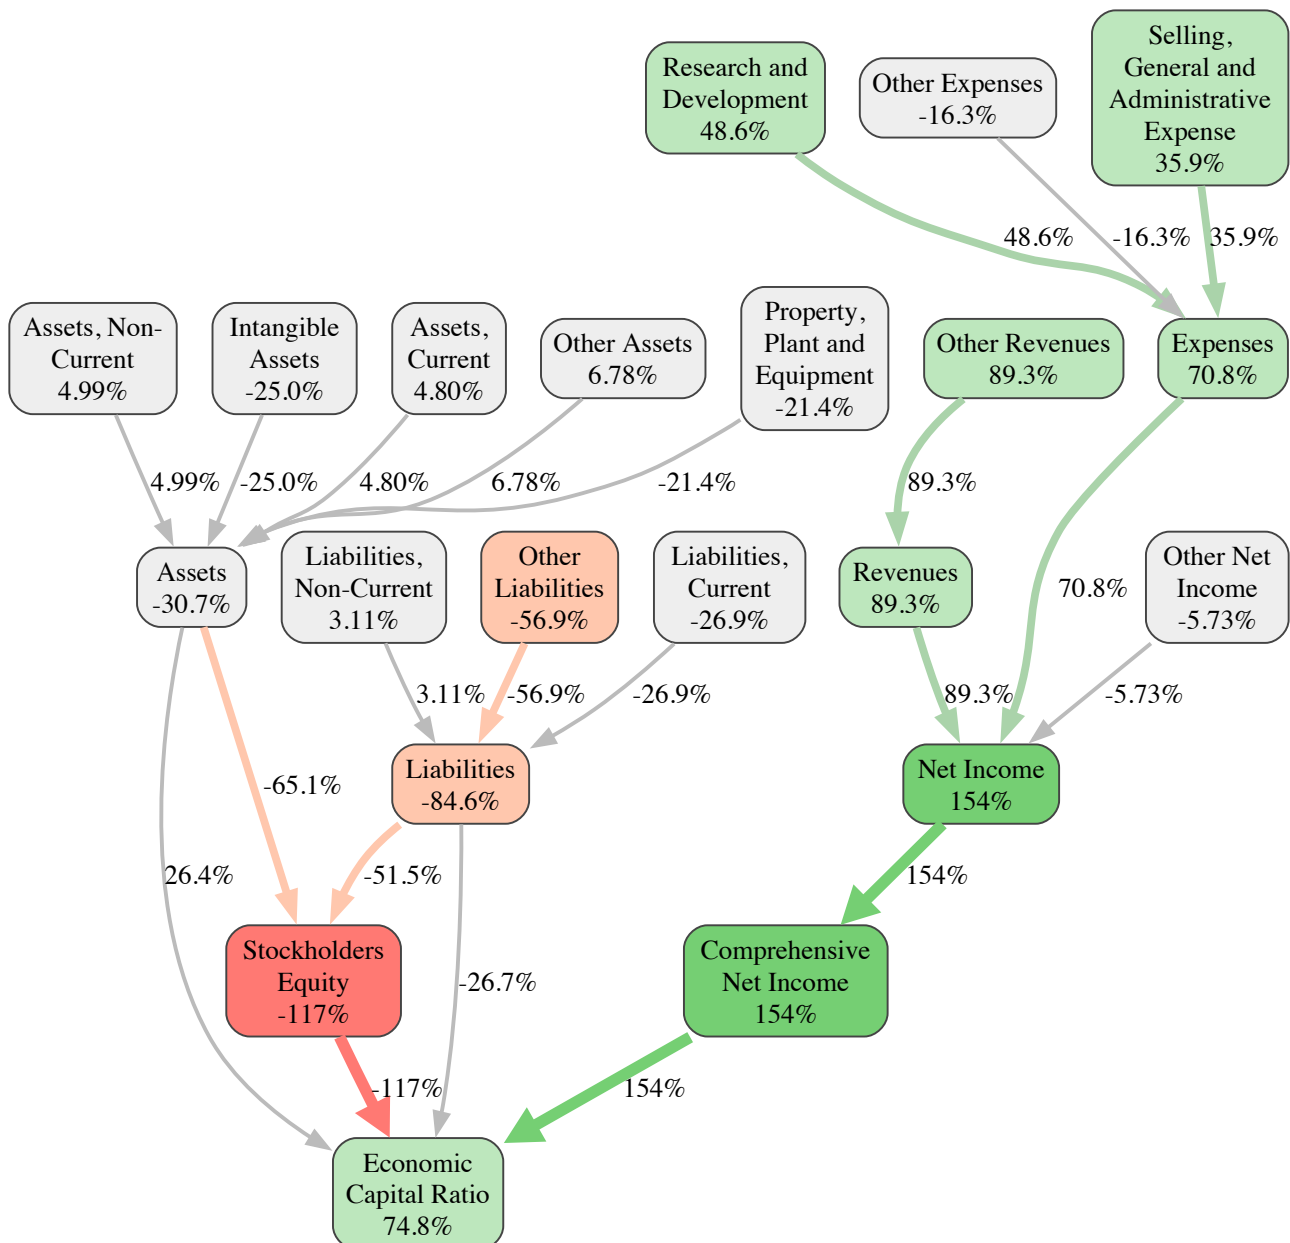 Research and
Development
48.6%
Other Expenses
-16.3%
Selling,
General and
Administrative
Expense
35.9%
48.6%
-16.3%
35.9%
Assets, Non-
Current
4.99%
Intangible
Assets
-25.0%
Assets,
Current
4.80%
Other Assets
6.78%
Property,
Plant and
Equipment
-21.4%
Other Revenues
89.3%
Expenses
70.8%
4.99%
-25.0%
4.80%
6.78%
-21.4%
89.3%
Assets
-30.7%
Liabilities,
Non-Current
3.11%
Other
Liabilities
-56.9%
Liabilities,
Current
-26.9%
Revenues
89.3%
70.8%
Other Net
Income
-5.73%
3.11%
-56.9%
-26.9%
89.3%
-5.73%
-65.1%
Liabilities
-84.6%
Net Income
154%
26.4%
-51.5%
154%
Stockholders
Equity
-117%
-26.7%
Comprehensive
Net Income
154%
-117%
154%
Economic
Capital Ratio
74.8%